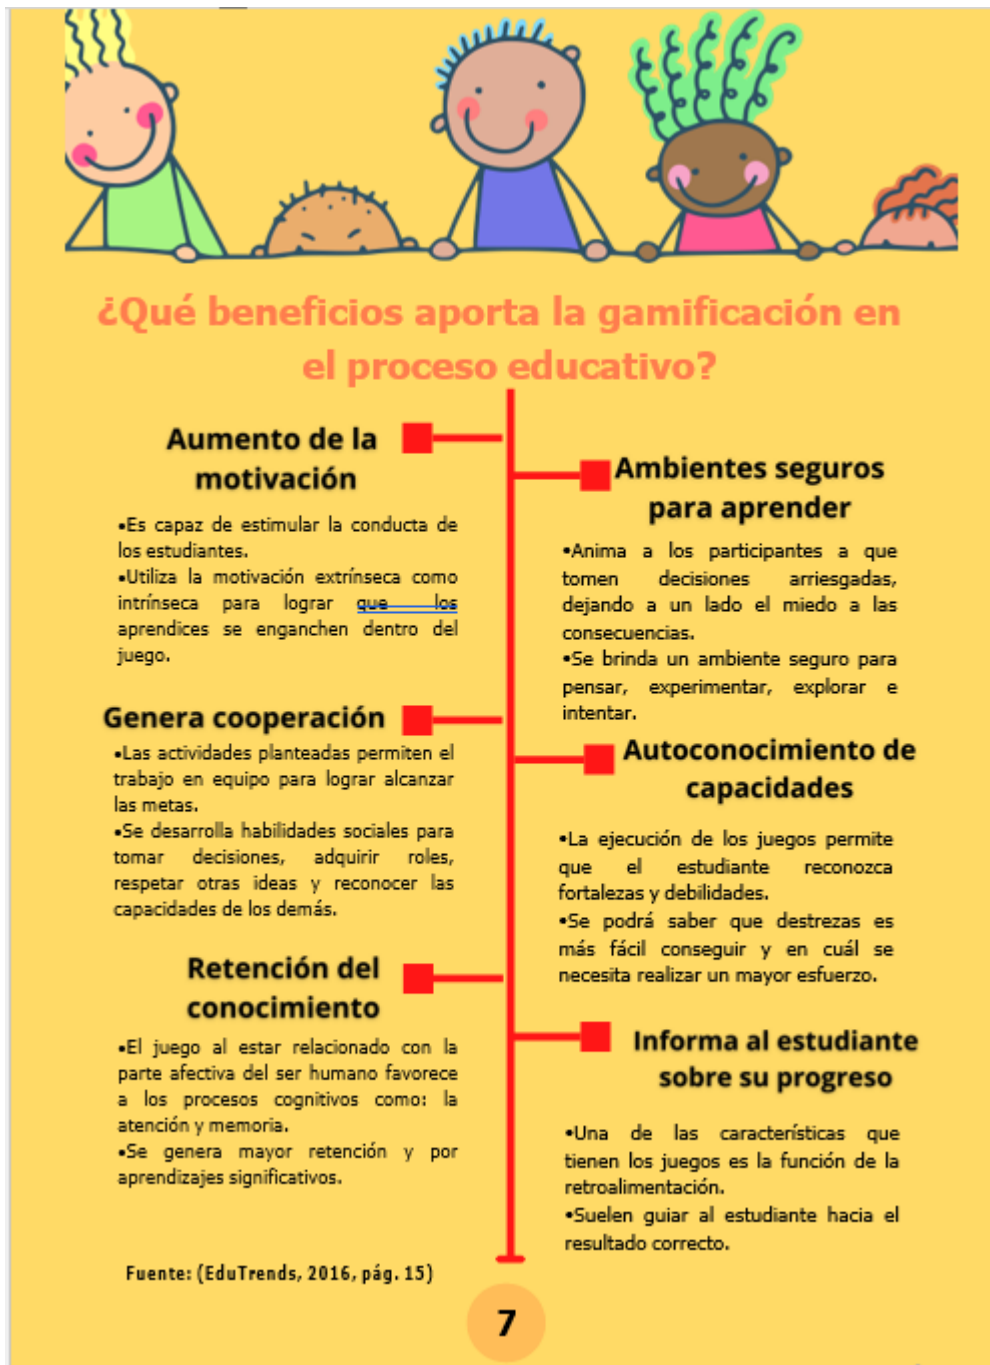 ¿Qué beneficios aporta la gamificación en
el proceso educativo?
Aumento de la
motivación
•Es capaz de estimular la conducta de
los estudiantes.
•Utiliza la motivación extrínseca como
intrínseca para lograr que los
aprendices se enganchen dentro del
juego.
Ambientes seguros
para aprender
•Anima a los participantes a que
tomen decisiones arriesgadas,
dejando a un lado el miedo a las
consecuencias.
•Se brinda un ambiente seguro para
pensar, experimentar, explorar e
intentar.
Genera cooperación
•Las actividades planteadas permiten el
trabajo en equipo para lograr alcanzar
las metas.
•Se desarrolla habilidades sociales para
tomar decisiones, adquirir roles,
respetar otras ideas y reconocer las
capacidades de los demás.
Autoconocimiento de
capacidades
•La ejecución de los juegos permite
que el estudiante reconozca
fortalezas y debilidades.
•Se podrá saber que destrezas es
más fácil conseguir y en cuál se
necesita realizar un mayor esfuerzo.
Retención del
conocimiento
•El juego al estar relacionado con la
parte afectiva del ser humano favorece
a los procesos cognitivos como: la
atención y memoria.
•Se genera mayor retención y por
aprendizajes significativos.
Informa al estudiante
sobre su progreso
•Una de las características que
tienen los juegos es la función de la
retroalimentación.
•Suelen guiar al estudiante hacia el
resultado correcto.
Fuente: (EduTrends, 2016, pág. 15)
7